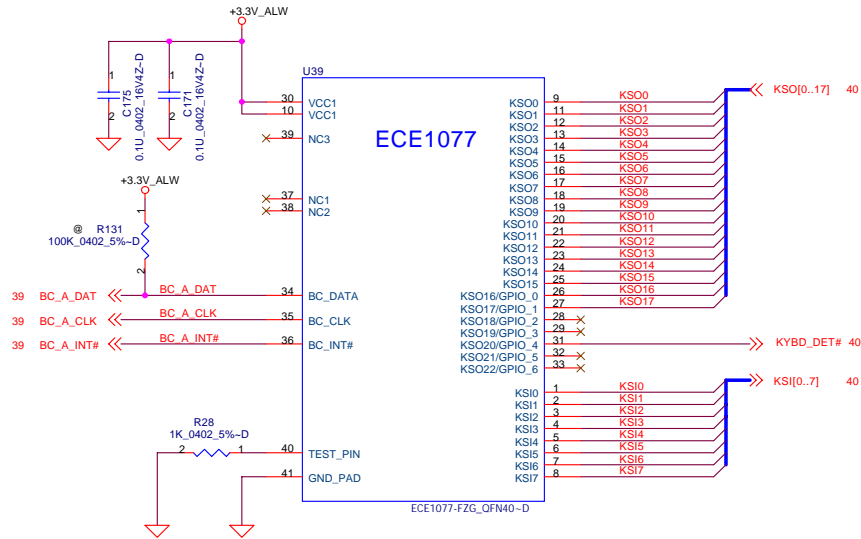 +3.3V_ALW
1
2
C175
0.1U_0402_16V4Z~D
1
2
C171
0.1U_0402_16V4Z~D
+3.3V_ALW
1
@ R131
100K_0402_5%~D
2
39 BC_A_DAT BC_A_DAT
39 BC_A_CLK BC_A_CLK
39 BC_A_INT# BC_A_INT#
R28
1K_0402_5%~D
2 1
U39
ECE1077
30 VCC1
10 VCC1
39 NC3
37 NC1
38 NC2
34 BC_DATA
35 BC_CLK
36 BC_INT#
40 TEST_PIN
41 GND_PAD
KSO0 9 KSO0
KSO1 11 KSO1
KSO2 12 KSO2
KSO3 13 KSO3
KSO4 14 KSO4
KSO5 15 KSO5
KSO6 16 KSO6
KSO7 17 KSO7
KSO8 18 KSO8
KSO9 19 KSO9
KSO10 20 KSO10
KSO11 21 KSO11
KSO12 22 KSO12
KSO13 23 KSO13
KSO14 24 KSO14
KSO15 25 KSO15
KSO16/GPIO_0 26 KSO16
KSO17/GPIO_1 27 KSO17
KSO18/GPIO_2 28
KSO19/GPIO_3 29
KSO20/GPIO_4 31
KSO21/GPIO_5 32
KSO22/GPIO_6 33
KSI0 1 KSI0
KSI1 2 KSI1
KSI2 3 KSI2
KSI3 4 KSI3
KSI4 5 KSI4
KSI5 6 KSI5
KSI6 7 KSI6
KSI7 8 KSI7
KSO[0..17] 40
KYBD_DET# 40
KSI[0..7] 40
ECE1077-FZG_QFN40~D